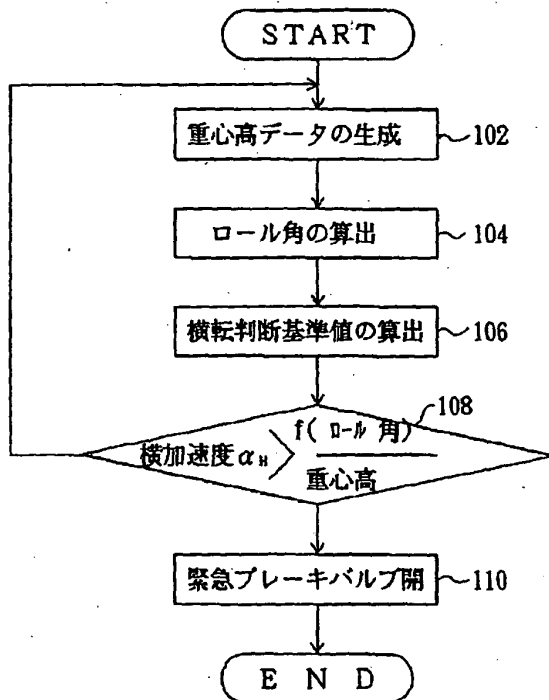 START
重心高データの生成 102
ロール角の算出 104
横転判断基準値の算出 106
108
f( ロール 角)
横加速度 αH >
重心高
緊急ブレーキバルブ開 110
E N D